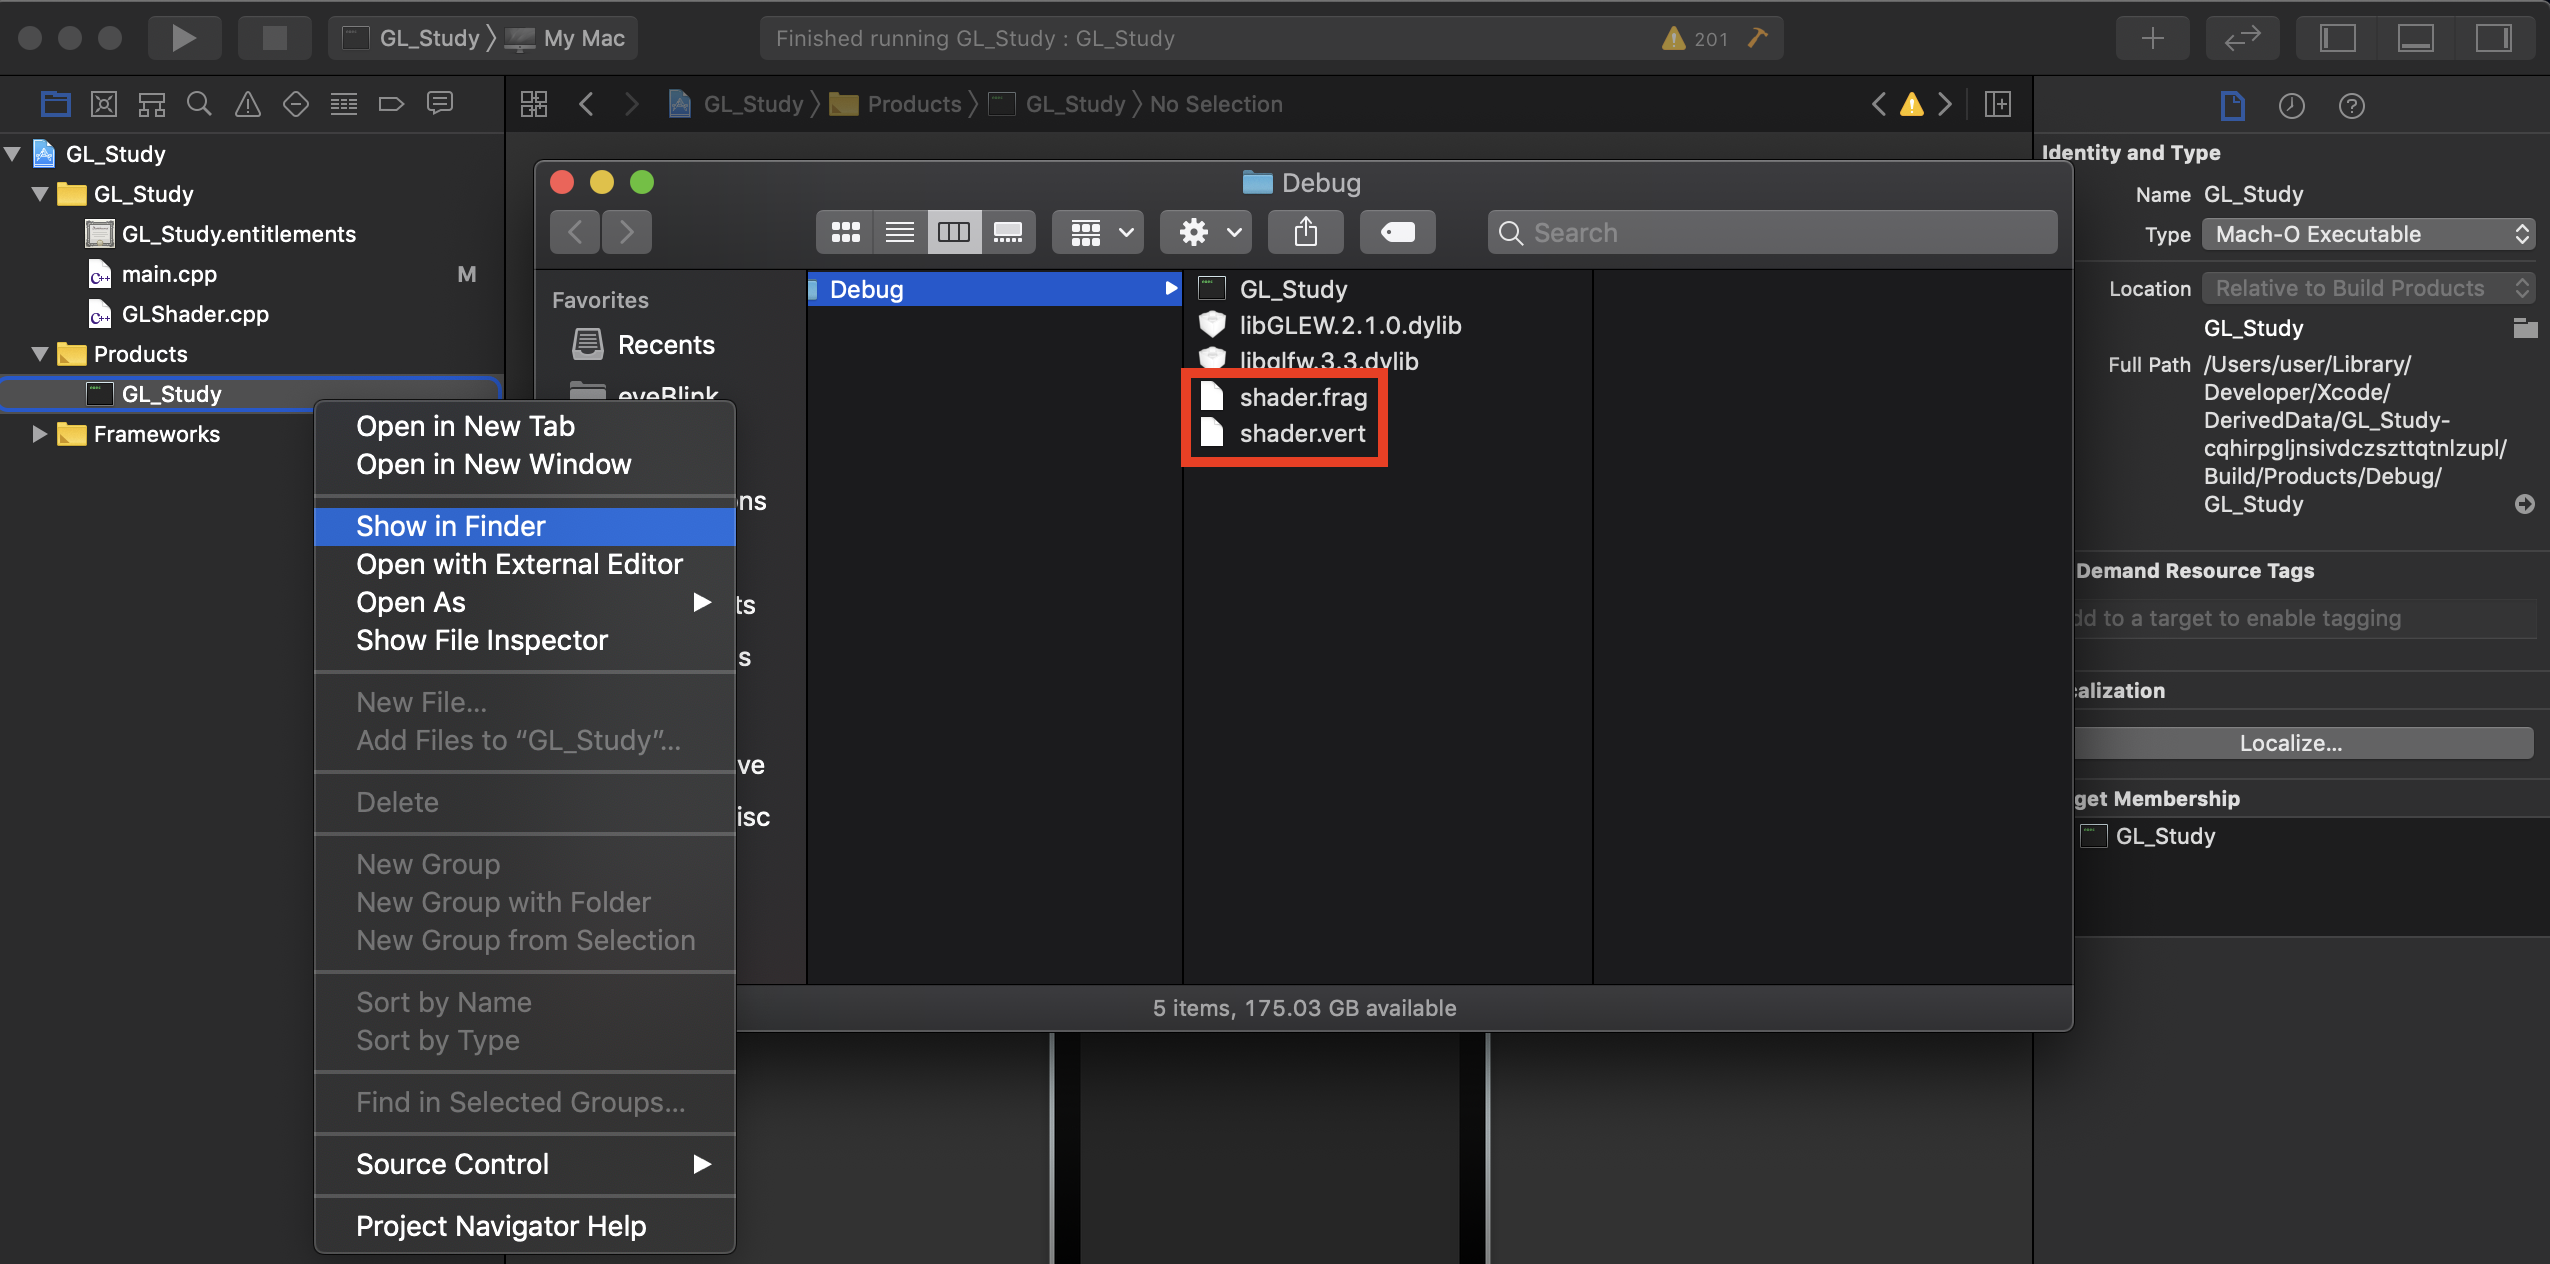 GL_Study 〉 My Mac
Finished running GL_Study : GL_Study
201
GL_Study 〉 Products 〉 GL_Study 〉 No Selection
GL_Study
GL_Study
GL_Study.entitlements
main.cpp M
GLShader.cpp
Products
GL_Study
Frameworks
Open in New Tab
Open in New Window
Show in Finder
Open with External Editor
Open As
Show File Inspector
New File...
Add Files to “GL_Study”...
Delete
New Group
New Group with Folder
New Group from Selection
Sort by Name
Sort by Type
Find in Selected Groups...
Source Control
Project Navigator Help
Debug
Search
Favorites
Recents
eyeBlink
ns
ts
s
ve
isc
Debug
GL_Study
libGLEW.2.1.0.dylib
libglfw.3.3.dylib
shader.frag
shader.vert
5 items, 175.03 GB available
Identity and Type
Name GL_Study
Type Mach-O Executable
Location Relative to Build Products
GL_Study
Full Path /Users/user/Library/
Developer/Xcode/
DerivedData/GL_Study-
cqhirpgljnsivdczszttqtnlzupl/
Build/Products/Debug/
GL_Study
Demand Resource Tags
dd to a target to enable tagging
calization
Localize...
get Membership
GL_Study